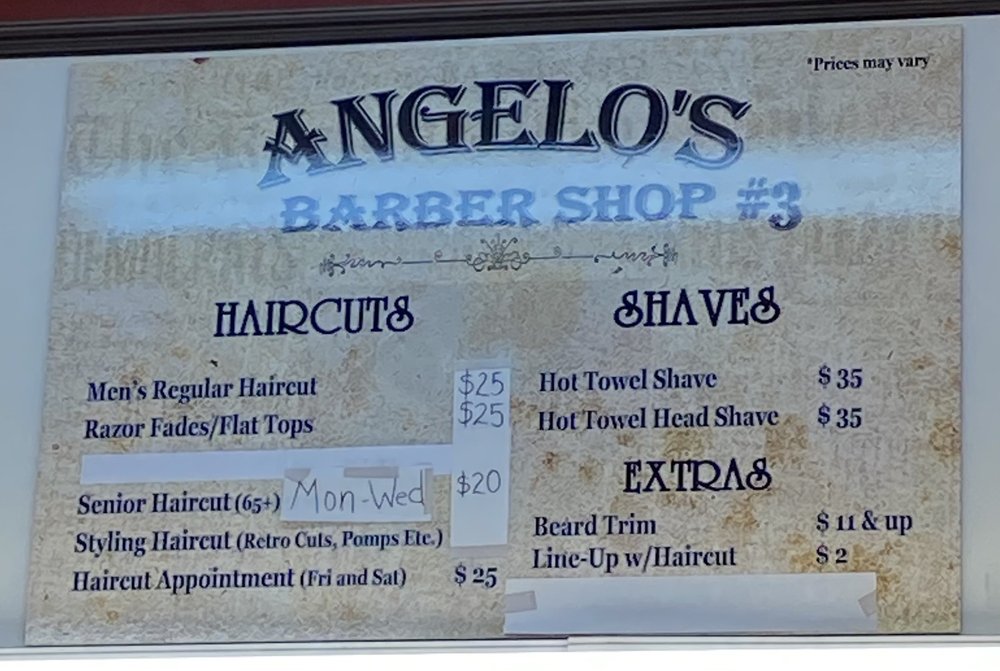 *Prices may vary
ANGELO'S
BARBER SHOP #3
HAIRCUTS
Men's Regular Haircut $25
Razor Fades/Flat Tops $25
Senior Haircut (65+) Mon-Wed $20
Styling Haircut (Retro Cuts, Pomps Etc.)
Haircut Appointment (Fri and Sat) $25
SHAVES
Hot Towel Shave $35
Hot Towel Head Shave $35
EXTRAS
Beard Trim $11 & up
Line-Up w/Haircut $2